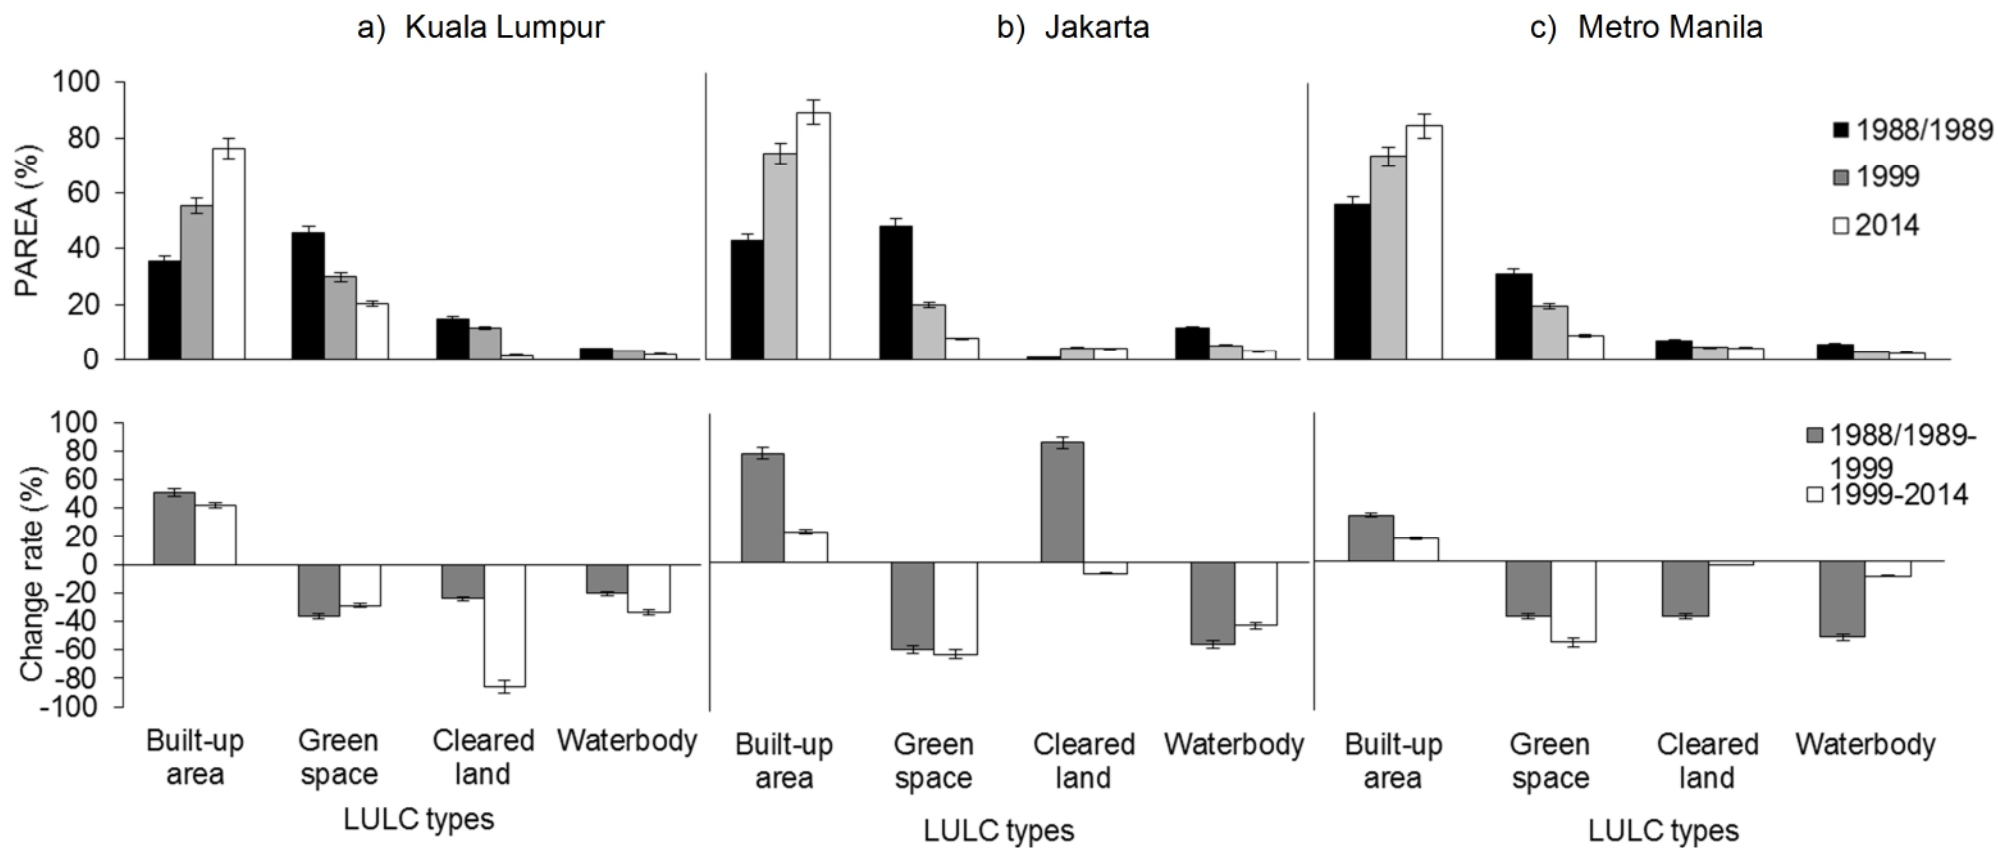 a) Kuala Lumpur
b) Jakarta
c) Metro Manila
PAREA (%)
100
80
60
40
20
0
1988/1989
1999
2014
Change rate (%)
100
80
60
40
20
0
-20
-40
-60
-80
-100
1988/1989-
1999
1999-2014
Built-up
area
Green
space
Cleared
land
Waterbody
LULC types
Built-up
area
Green
space
Cleared
land
Waterbody
LULC types
Built-up
area
Green
space
Cleared
land
Waterbody
LULC types